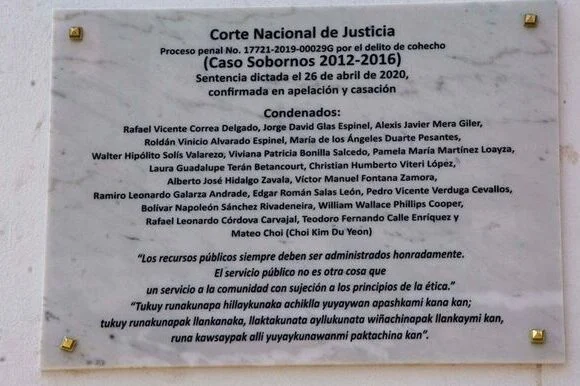 Corte Nacional de Justicia
Proceso penal No. 17721-2019-00029G por el delito de cohecho
(Caso Sobornos 2012-2016)
Sentencia dictada el 26 de abril de 2020,
confirmada en apelación y casación
Condenados:
Rafael Vicente Correa Delgado, Jorge David Glas Espinel, Alexis Javier Mera Giler,
Roldán Vinicio Alvarado Espinel, María de los Ángeles Duarte Pesantes,
Walter Hipólito Solís Valarezo, Viviana Patricia Bonilla Salcedo, Pamela María Martínez Loayza,
Laura Guadalupe Terán Betancourt, Christian Humberto Viteri López,
Alberto José Hidalgo Zavala, Víctor Manuel Fontana Zamora,
Ramiro Leonardo Galarza Andrade, Edgar Román Salas León, Pedro Vicente Verduga Cevallos,
Bolívar Napoleón Sánchez Rivadeneira, William Wallace Phillips Cooper,
Rafael Leonardo Córdova Carvajal, Teodoro Fernando Calle Enríquez y
Mateo Choi (Choi Kim Du Yeon)
"Los recursos públicos siempre deben ser administrados honradamente.
El servicio público no es otra cosa que
un servicio a la comunidad con sujeción a los principios de la ética."
"Tukuy runakunapa hillaykunaka achiklla yuyaywan apashkami kana kan;
tukuy runakunapak llankanaka, llaktakunata ayllukunata wiñachinapak llankaymi kan,
runa kawsaypak alli yuyaykunawanmi paktachina kan".